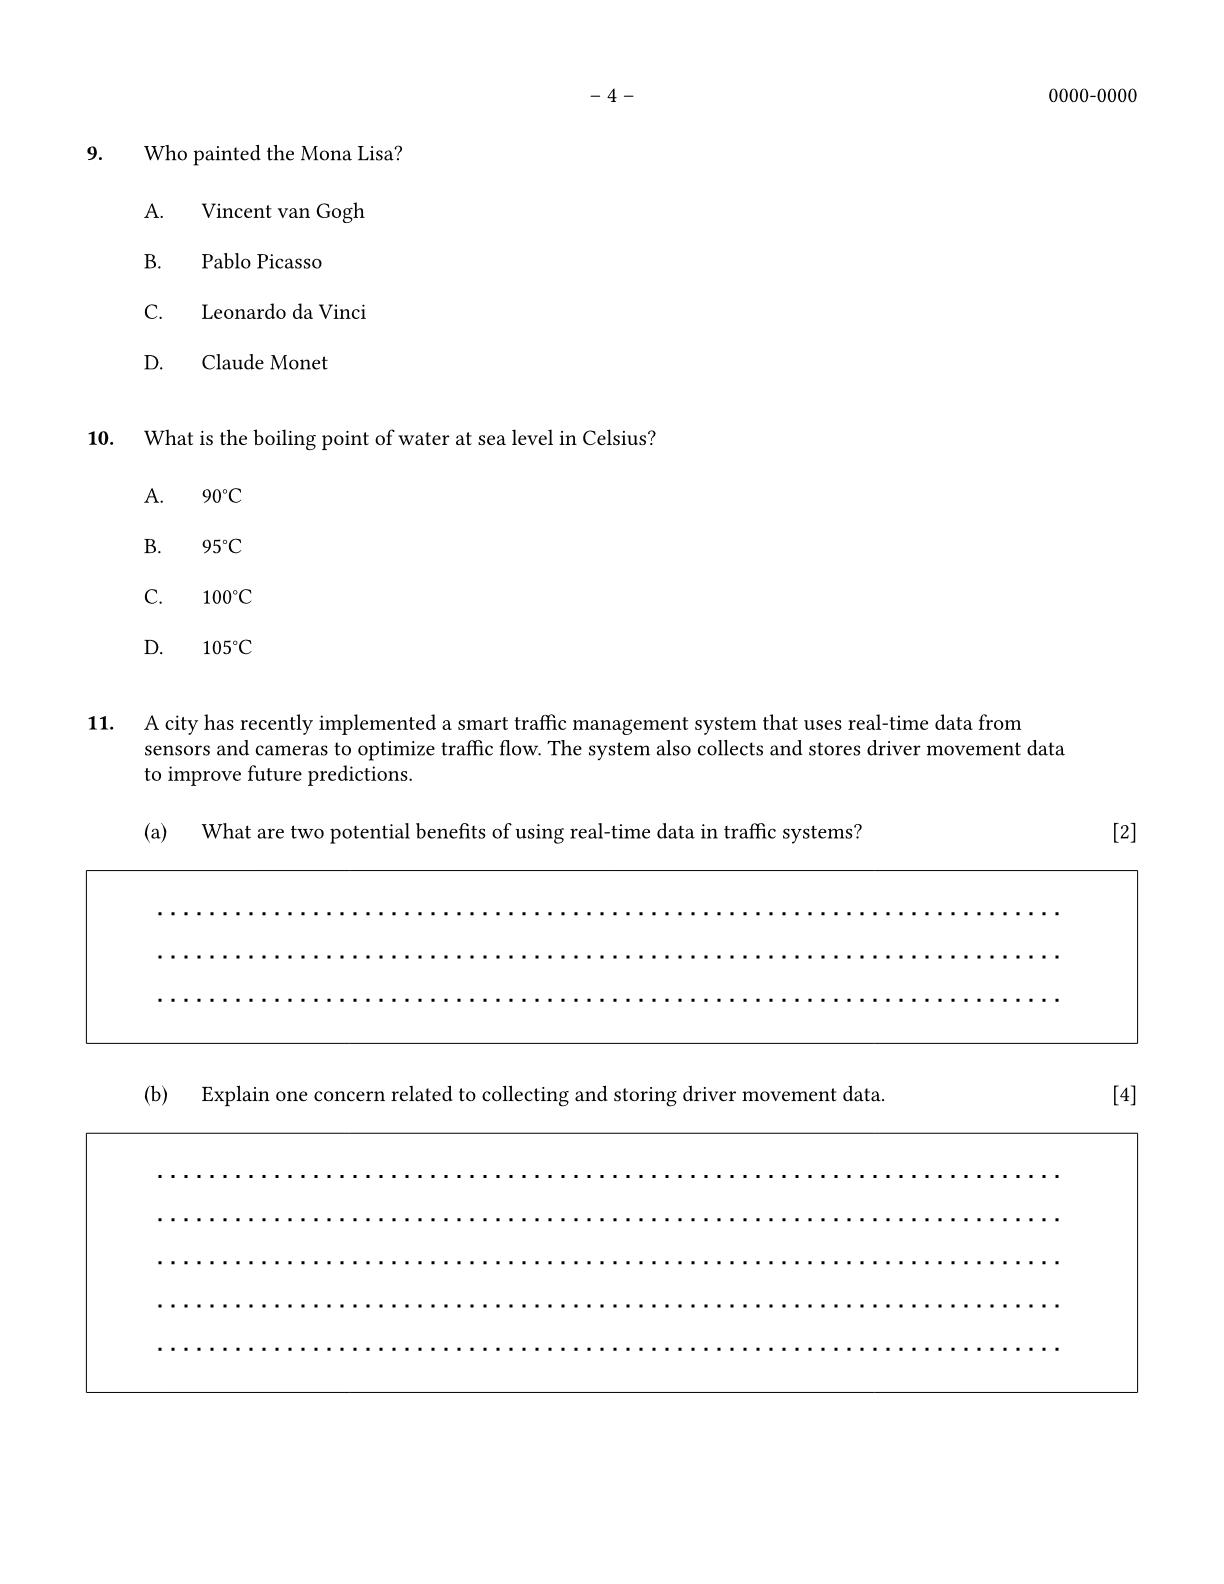 – 4 –
0000-0000
9. Who painted the Mona Lisa?
A. Vincent van Gogh
B. Pablo Picasso
C. Leonardo da Vinci
D. Claude Monet
10. What is the boiling point of water at sea level in Celsius?
A. 90°C
B. 95°C
C. 100°C
D. 105°C
11. A city has recently implemented a smart traffic management system that uses real-time data from
sensors and cameras to optimize traffic flow. The system also collects and stores driver movement data
to improve future predictions.
(a) What are two potential benefits of using real-time data in traffic systems? [2]
(b) Explain one concern related to collecting and storing driver movement data. [4]